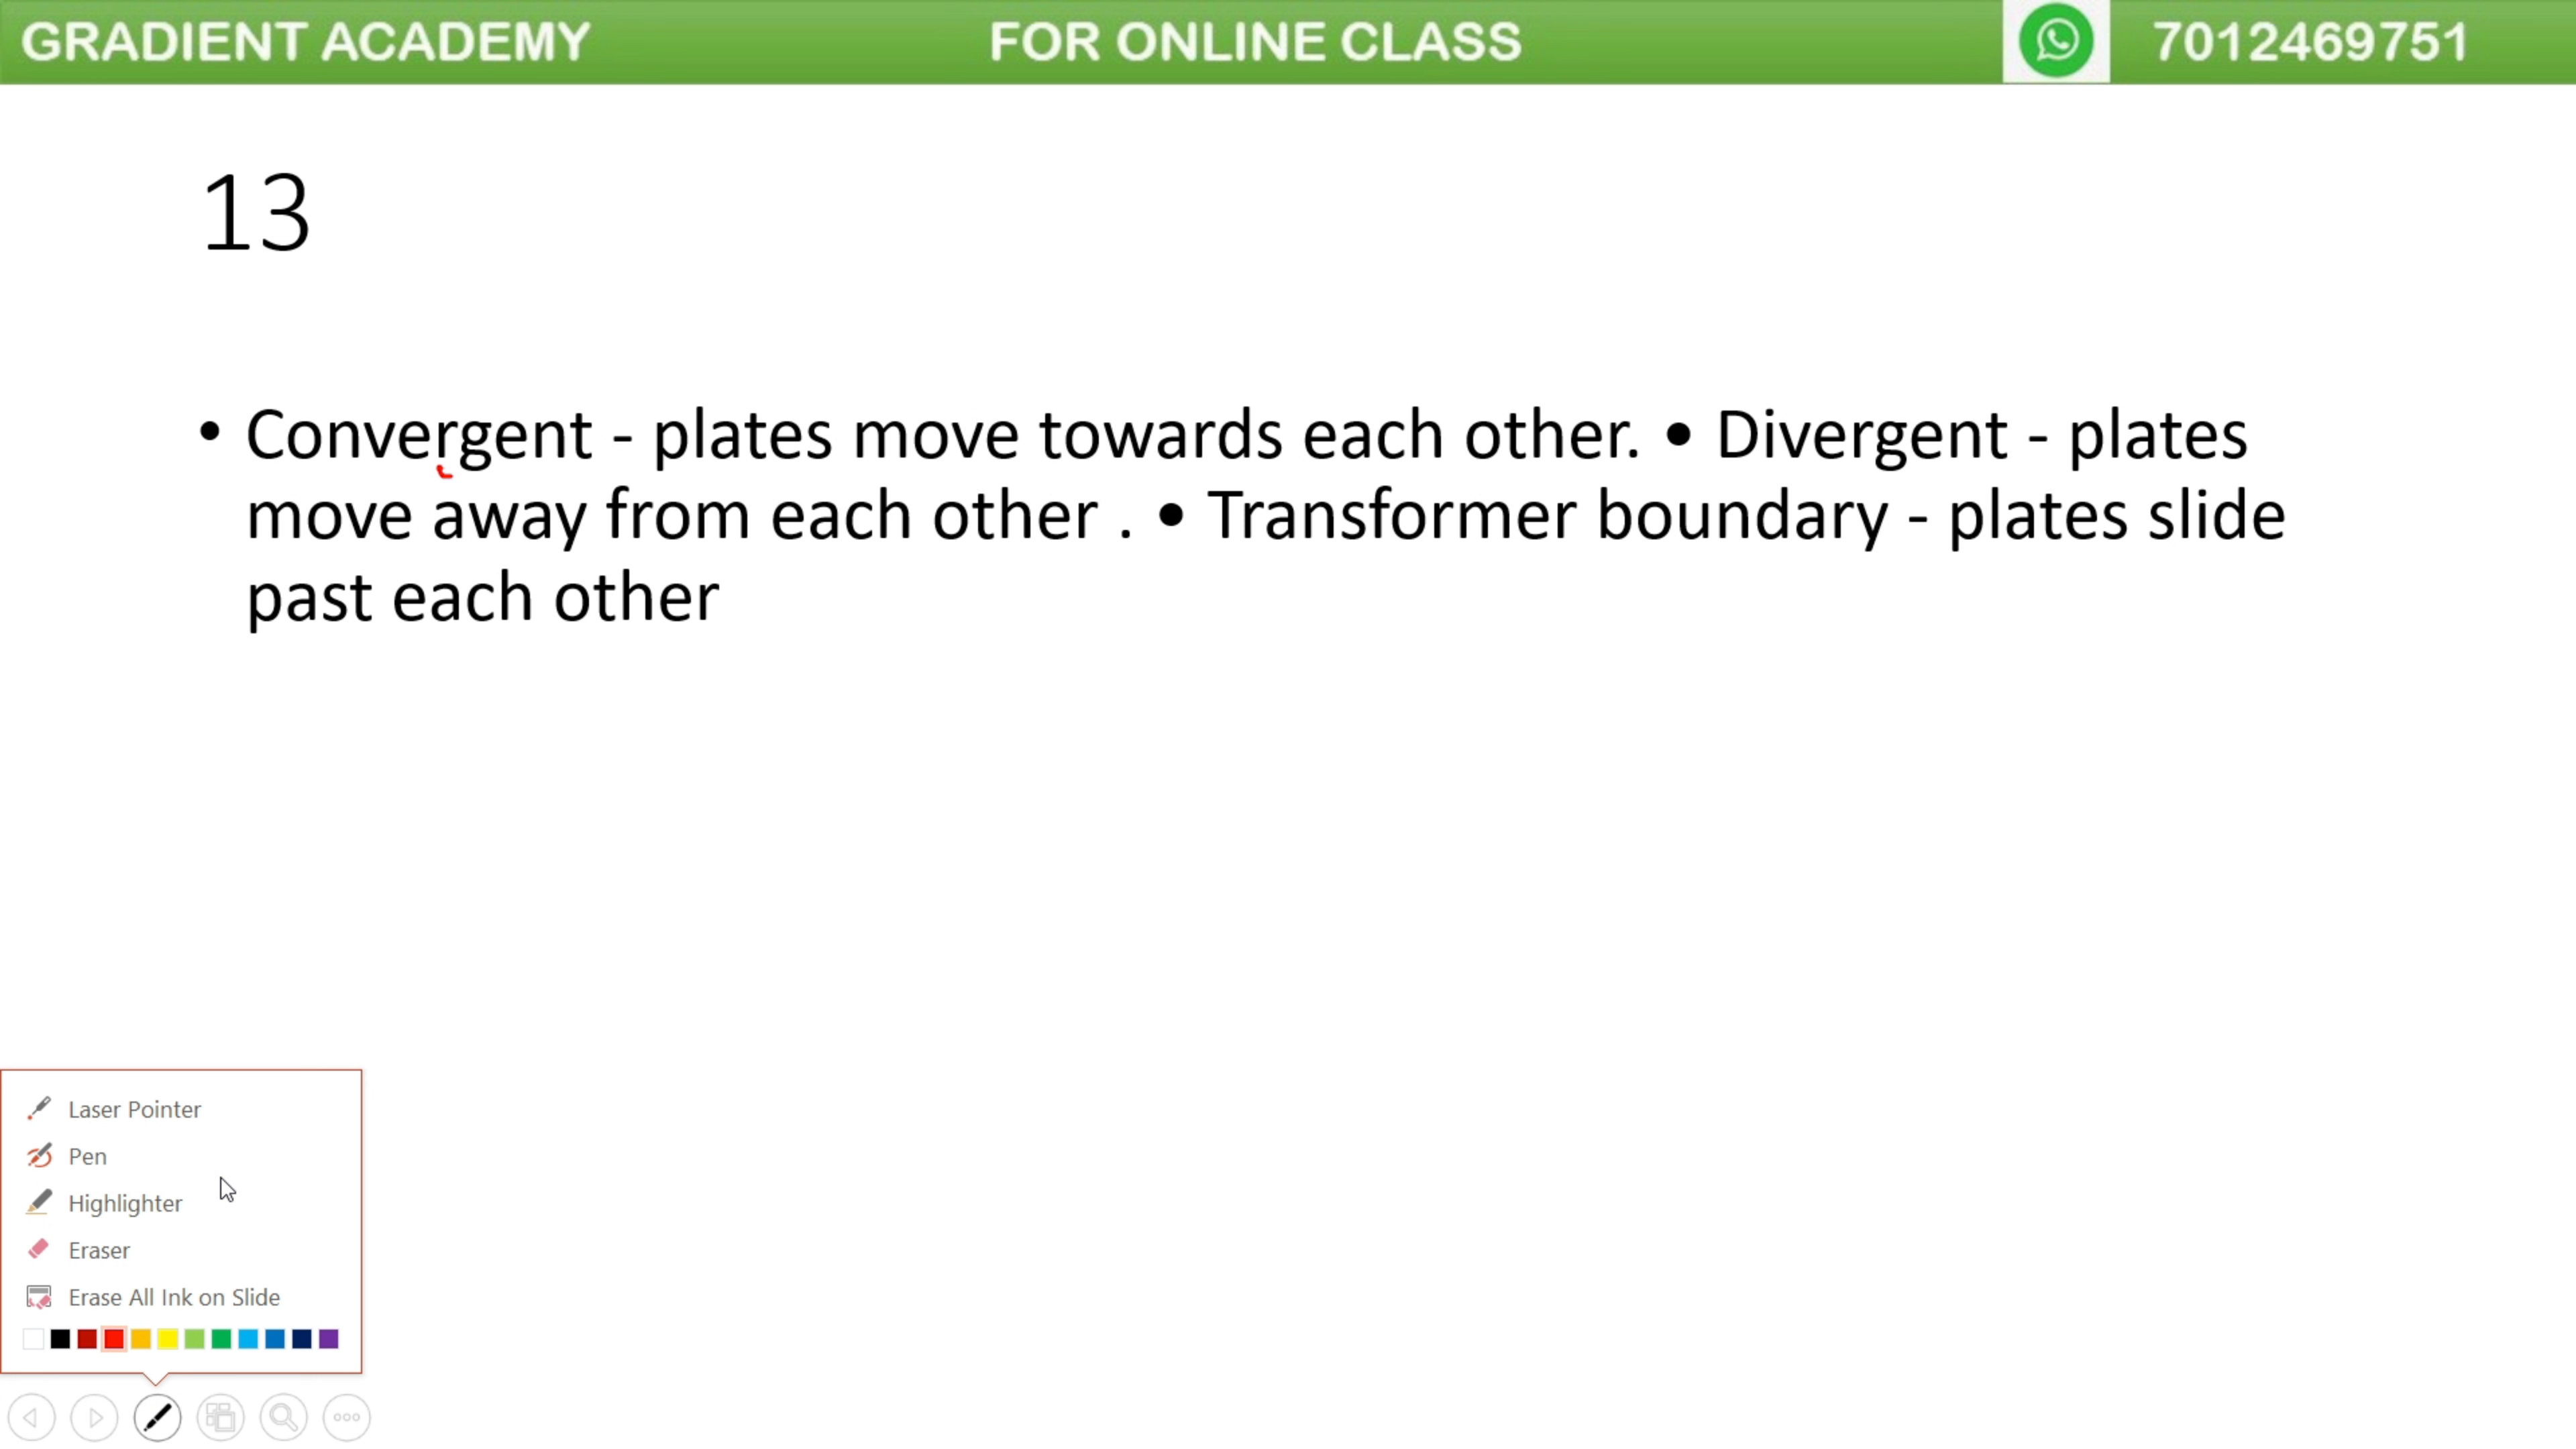 GRADIENT ACADEMY FOR ONLINE CLASS 7012469751
13
• Convergent - plates move towards each other. • Divergent - plates
move away from each other . • Transformer boundary - plates slide
past each other
Laser Pointer
Pen
Highlighter
Eraser
Erase All Ink on Slide